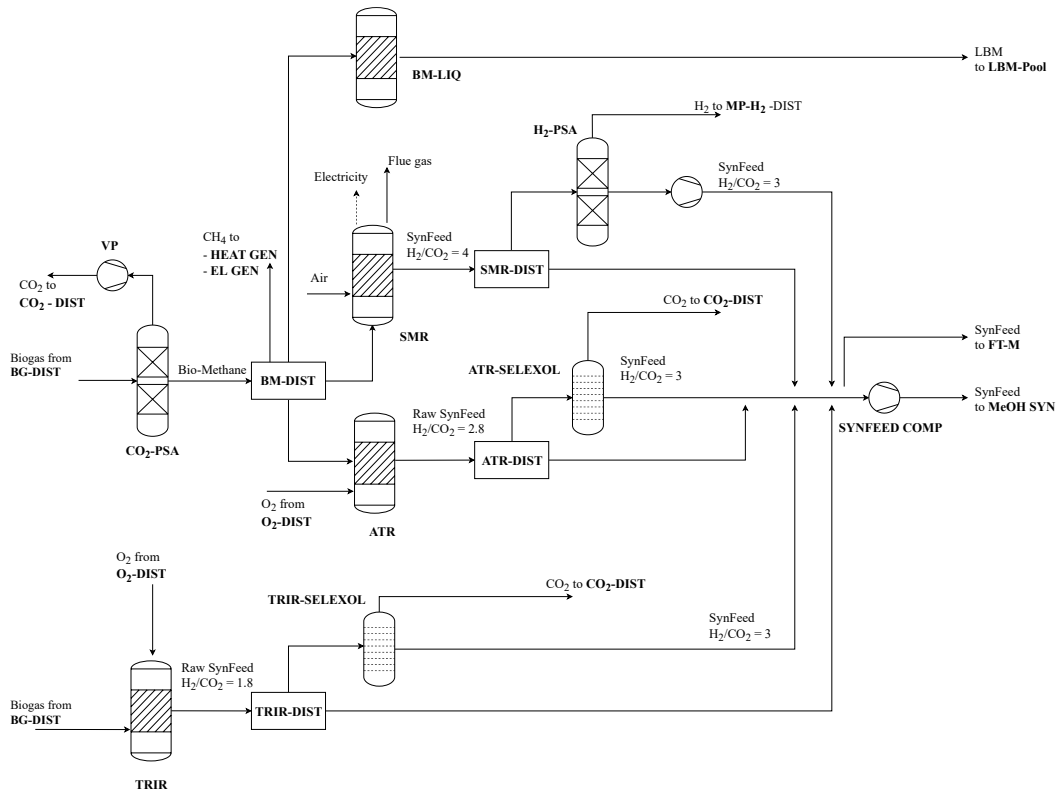 LBM
to LBM-Pool
BM-LIQ
H₂ to MP-H₂ -DIST
H₂-PSA
Flue gas
Electricity
SynFeed
H₂/CO₂ = 3
SynFeed
H₂/CO₂ = 4
SMR-DIST
CH₄ to
- HEAT GEN
- EL GEN
VP
Air
CO₂ to
CO₂ - DIST
SMR
CO₂ to CO₂-DIST
SynFeed
to FT-M
Biogas from
BG-DIST
Bio-Methane
BM-DIST
ATR-SELEXOL
SynFeed
H₂/CO₂ = 3
SynFeed
to MeOH SYN
SYNFEED COMP
CO₂-PSA
Raw SynFeed
H₂/CO₂ = 2.8
ATR-DIST
O₂ from
O₂-DIST
ATR
O₂ from
O₂-DIST
CO₂ to CO₂-DIST
TRIR-SELEXOL
SynFeed
H₂/CO₂ = 3
Raw SynFeed
H₂/CO₂ = 1.8
Biogas from
BG-DIST
TRIR-DIST
TRIR